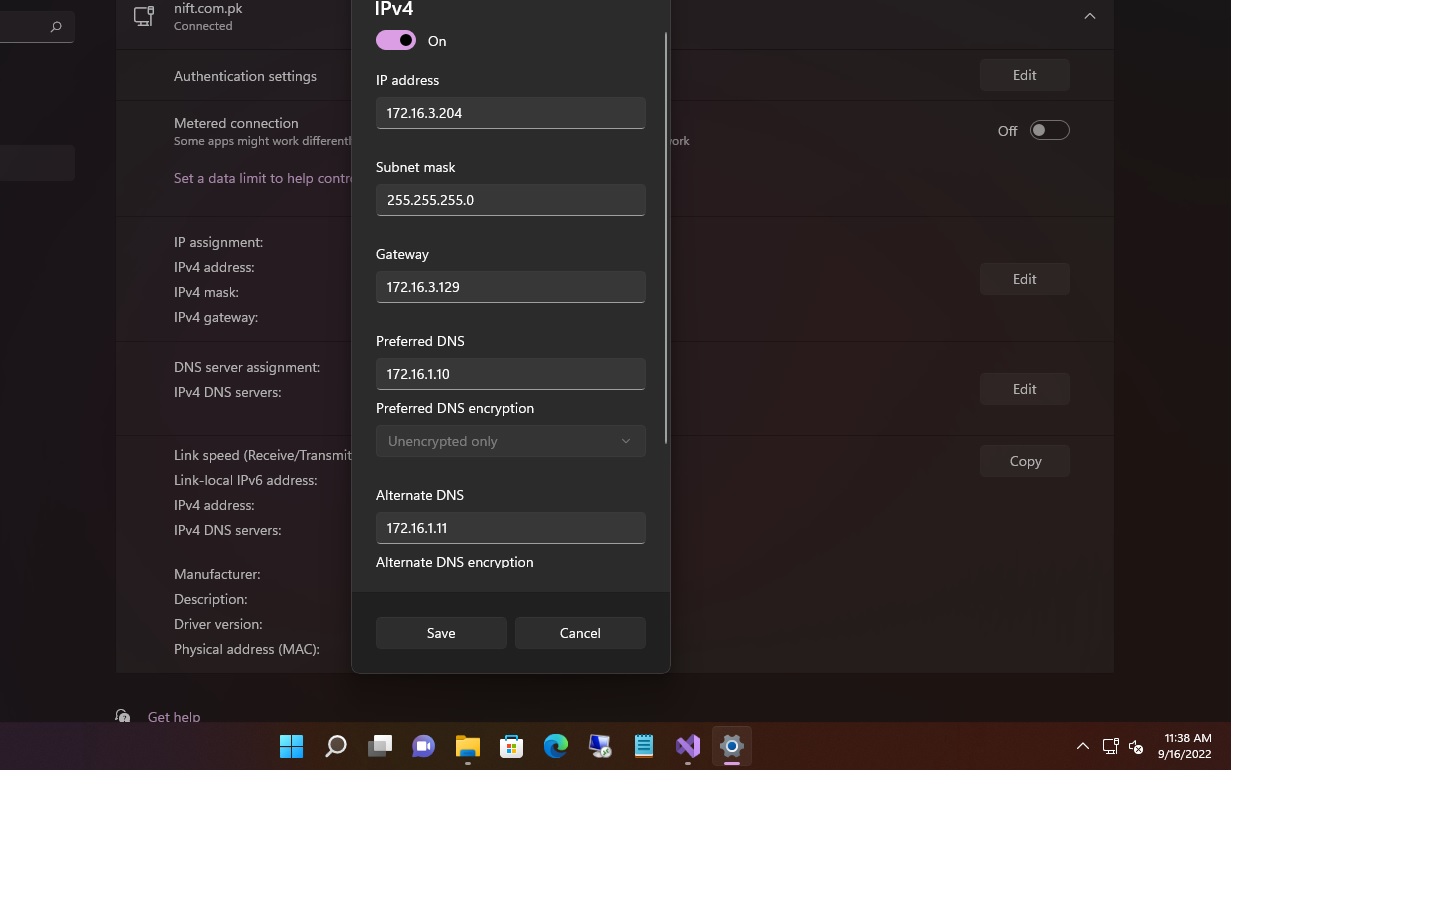 nift.com.pk
Connected
Authentication settings
Edit
Metered connection
Some apps might work differentl
ork
Off
Set a data limit to help contr
IP assignment:
IPv4 address:
IPv4 mask:
IPv4 gateway:
Edit
DNS server assignment:
IPv4 DNS servers:
Edit
Link speed (Receive/Transmit
Link-local IPv6 address:
IPv4 address:
IPv4 DNS servers:
Copy
Manufacturer:
Description:
Driver version:
Physical address (MAC):
Get help
IPv4
On
IP address
172.16.3.204
Subnet mask
255.255.255.0
Gateway
172.16.3.129
Preferred DNS
172.16.1.10
Preferred DNS encryption
Unencrypted only
Alternate DNS
172.16.1.11
Alternate DNS encryption
Save
Cancel
11:38 AM
9/16/2022